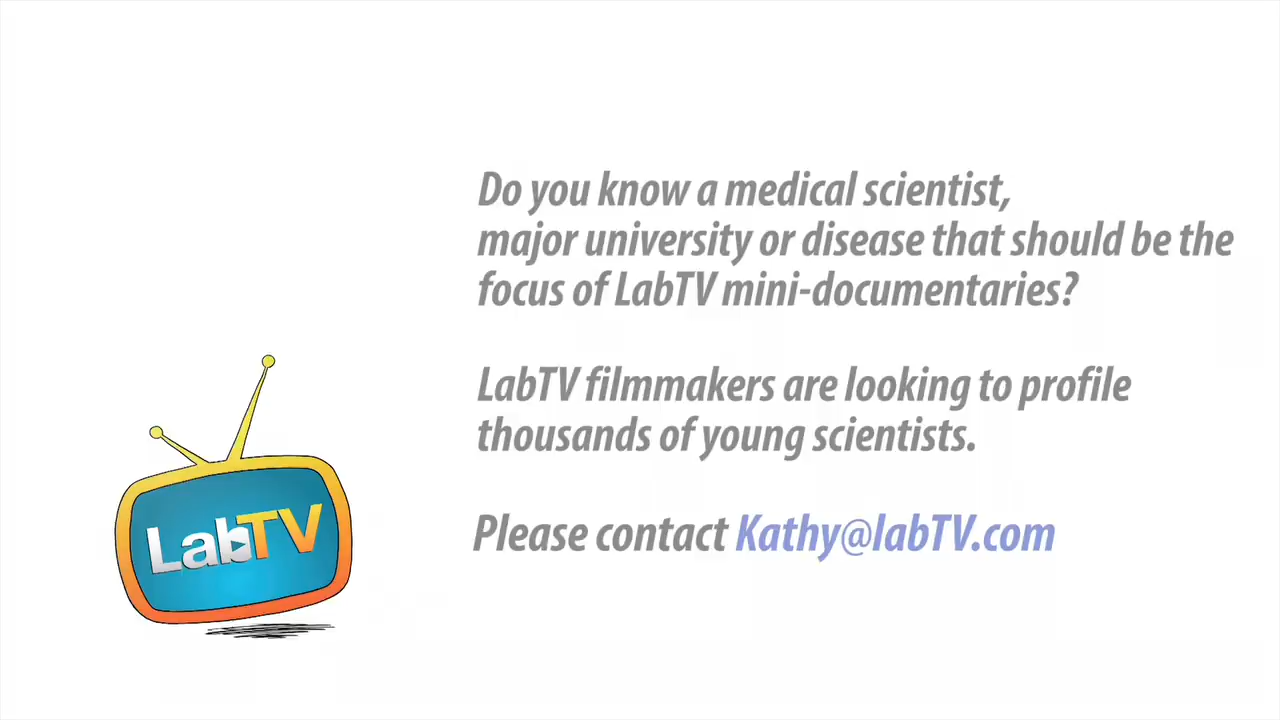 Do you know a medical scientist,
major university or disease that should be the
focus of LabTV mini-documentaries?
LabTV filmmakers are looking to profile
thousands of young scientists.
LabTV
Please contact Kathy@labTV.com